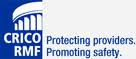 CRICO
RMF
Protecting providers.
Promoting safety.